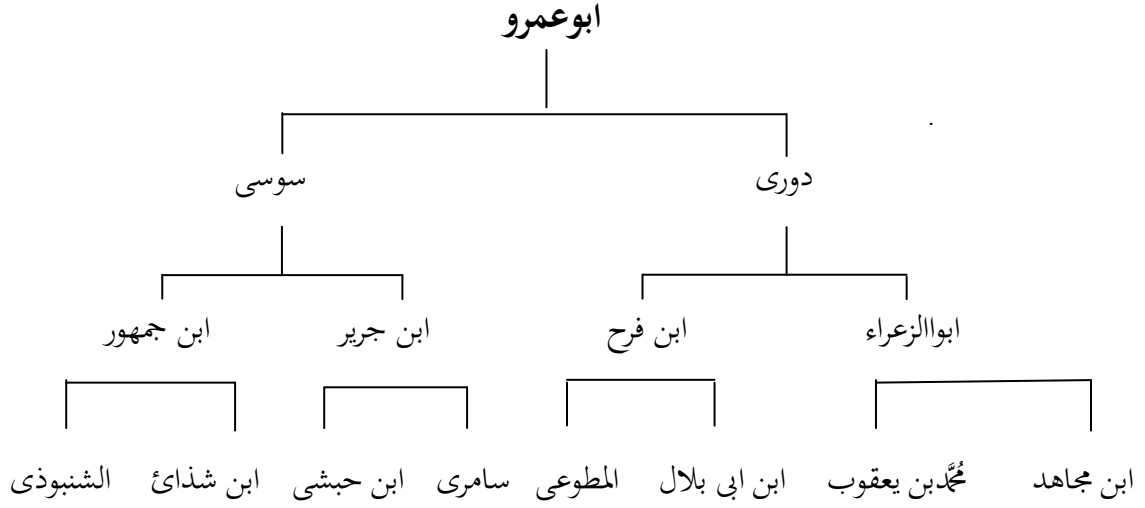 ابوعمرو
دوری سوسی
ابواالزعراء ابن فرح ابن جریر ابن جمهور
ابن مجاهد مُحَمَّدبن یعقوب ابن ابی بلال المطوعی سامری ابن حبشی ابن شذائ الشنبوذی